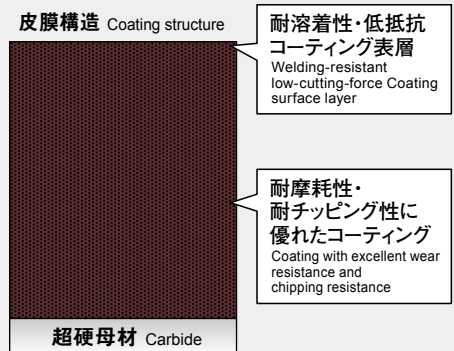 皮膜構造 Coating structure
耐溶着性・低抵抗
コーティング表層
Welding-resistant
low-cutting-force Coating
surface layer
耐摩耗性・
耐チッピング性に
優れたコーティング
Coating with excellent wear
resistance and
chipping resistance
超硬母材 Carbide